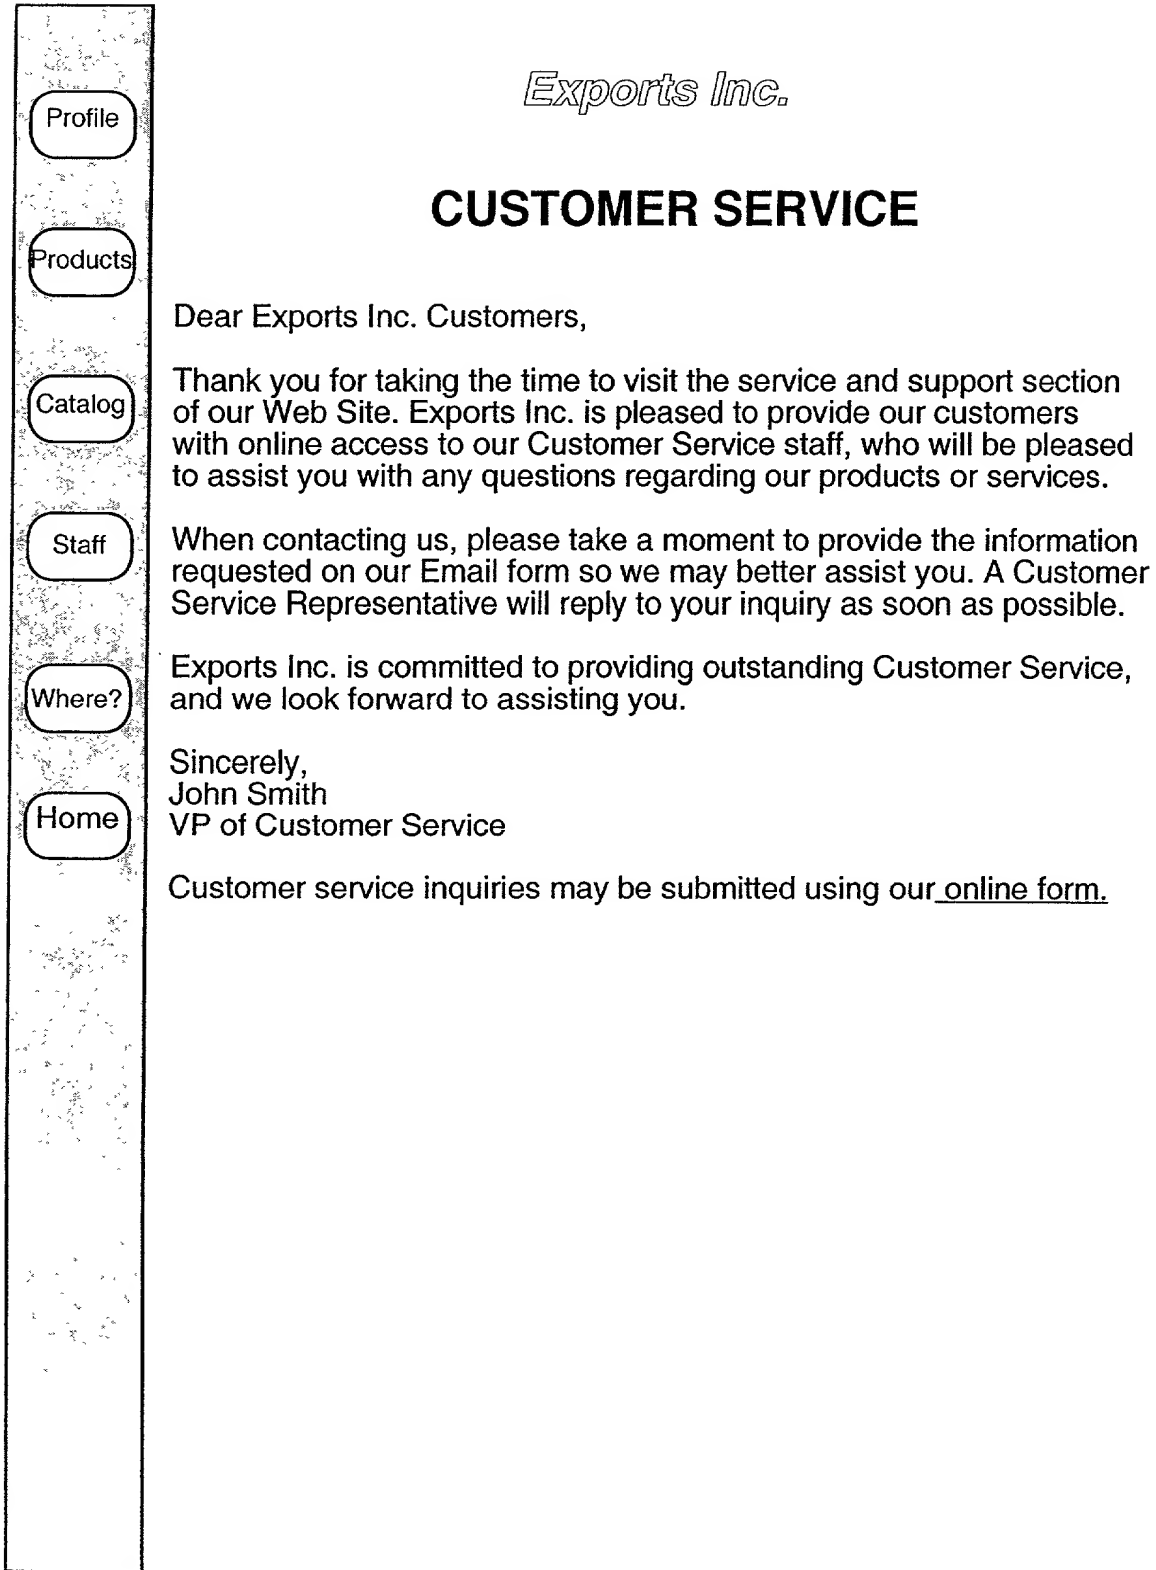 Exports Inc.
CUSTOMER SERVICE
Profile
Products
Catalog
Staff
Where?
Home
Dear Exports Inc. Customers,
Thank you for taking the time to visit the service and support section
of our Web Site. Exports Inc. is pleased to provide our customers
with online access to our Customer Service staff, who will be pleased
to assist you with any questions regarding our products or services.
When contacting us, please take a moment to provide the information
requested on our Email form so we may better assist you. A Customer
Service Representative will reply to your inquiry as soon as possible.
Exports Inc. is committed to providing outstanding Customer Service,
and we look forward to assisting you.
Sincerely,
John Smith
VP of Customer Service
Customer service inquiries may be submitted using our online form.